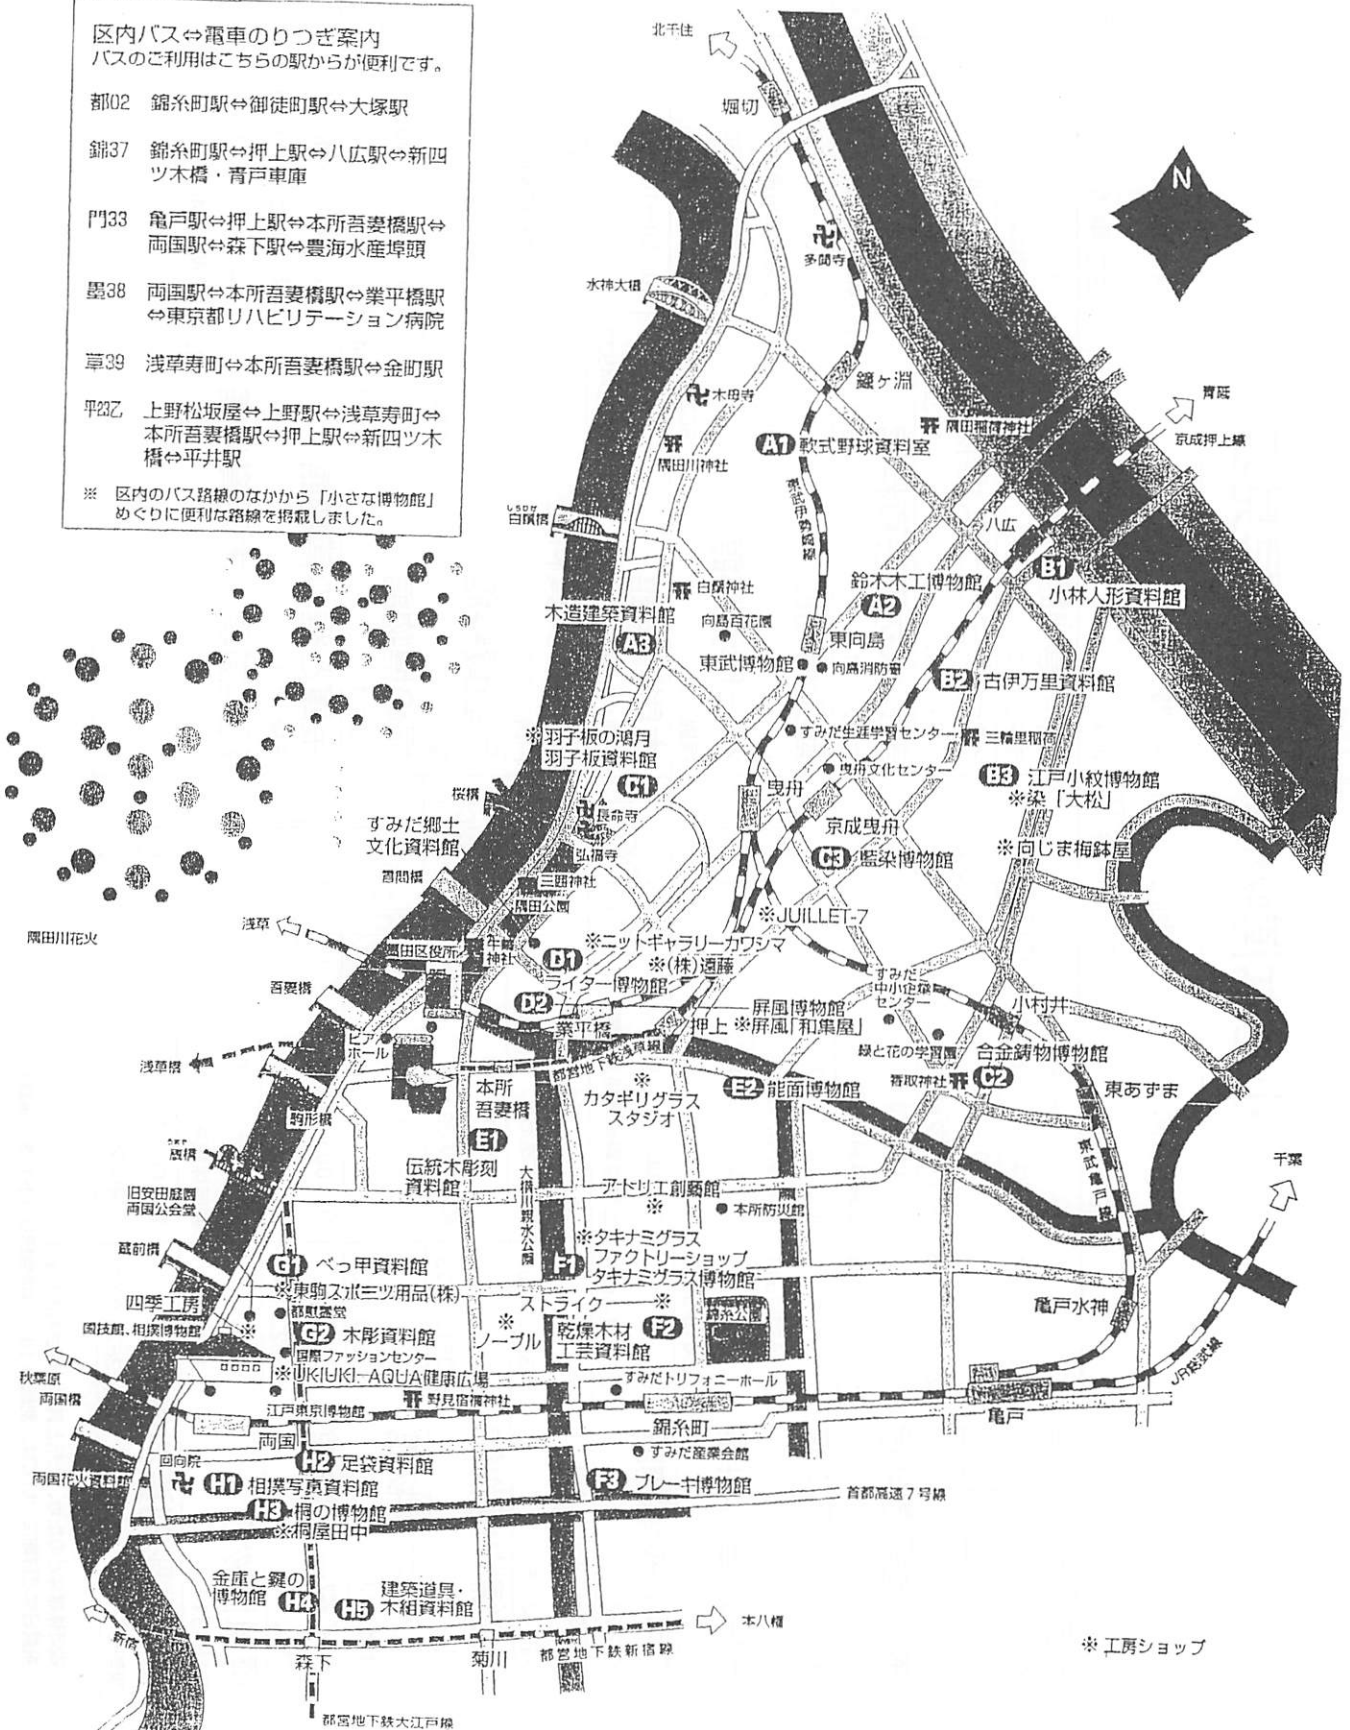 区内バス⇔電車のりつぎ案内
バスのご利用はこちらの駅からが便利です。
都02 錦糸町駅⇔御徒町駅⇔大塚駅
錦37 錦糸町駅⇔押上駅⇔八広駅⇔新四
ツ木橋・青戸車庫
門33 亀戸駅⇔押上駅⇔本所吾妻橋駅⇔
両国駅⇔森下駅⇔豊海水産埠頭
墨38 両国駅⇔本所吾妻橋駅⇔業平橋駅
⇔東京都リハビリテーション病院
草39 浅草寿町⇔本所吾妻橋駅⇔金町駅
平23乙 上野松坂屋⇔上野駅⇔浅草寿町⇔
本所吾妻橋駅⇔押上駅⇔新四ツ木
橋⇔平井駅
※ 区内のバス路線のなかから「小さな博物館」
めぐりに便利な路線を掲載しました。
北千住
堀切
N
多聞寺
水神大橋
鐘ヶ淵
木母寺
隅田川神社
A1 軟式野球資料室
隅田稲荷神社
京成押上線
東武伊勢崎線
しらひげ
白鬚橋
八広
B1
小林人形資料館
鈴木木工博物館
A2
白鬚神社
向島百花園
木造建築資料館
A3
東向島
東武博物館
向島消防署
B2 古伊万里資料館
すみだ生涯学習センター
三輪里稲荷
※羽子板の鴻月
羽子板資料館
C1
曳舟文化センター
曳舟
B3 江戸小紋博物館
※染「大松」
桜橋
長命寺
弘福寺
すみだ郷土
文化資料館
京成曳舟
C3 藍染博物館
※向じま梅鉢屋
言問橋
三囲神社
隅田公園
※JUILLET-7
隅田川花火
浅草
墨田区役所
牛嶋
神社
D1
※ニットギャラリーカワシマ
※(株)遠藤
ライター博物館
すみだ
中小企業
センター
小村井
D2
屏風博物館
吾妻橋
業平橋
押上 ※屏風「和集屋」
緑と花の学習園
合金鋳物博物館
C2
香取神社
東あずま
ビアホール
浅草橋
都営地下鉄浅草線
本所
吾妻橋
※
カタギリグラス
スタジオ
E2 能面博物館
駒形橋
E1
伝統木彫刻
資料館
うまや
厩橋
旧安田庭園
両国公会堂
大横川親水公園
アトリエ創藝館
※
本所防災館
東武亀戸線
千葉
蔵前橋
G1 べっ甲資料館
F1
※タキナミグラス
ファクトリーショップ
タキナミグラス博物館
※東駒スポーツ用品(株)
四季工房
※
都慰霊堂
国技館、相撲博物館
G2 木彫資料館
ストライク ※
※
ノーブル
乾燥木材
工芸資料館
F2
錦糸公園
亀戸水神
国際ファッションセンター
※UKIUKI-AQUA健康広場
秋葉原
両国橋
江戸東京博物館
野見宿禰神社
すみだトリフォニーホール
JR総武線
両国
錦糸町
亀戸
回向院
H2 足袋資料館
すみだ産業会館
両国花火資料館
H1 相撲写真資料館
F3 ブレーキ博物館
首都高速7号線
H3 桐の博物館
※桐屋田中
金庫と鍵の
博物館
H4
H5
建築道具・
木組資料館
新宿
本八幡
森下
菊川
都営地下鉄新宿線
都営地下鉄大江戸線
※ 工房ショップ